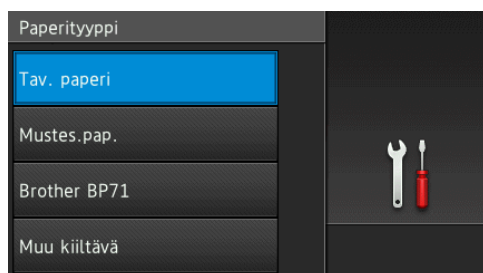 Paperityyppi
Tav. paperi
Mustes.pap.
Brother BP71
Muu kiiltävä